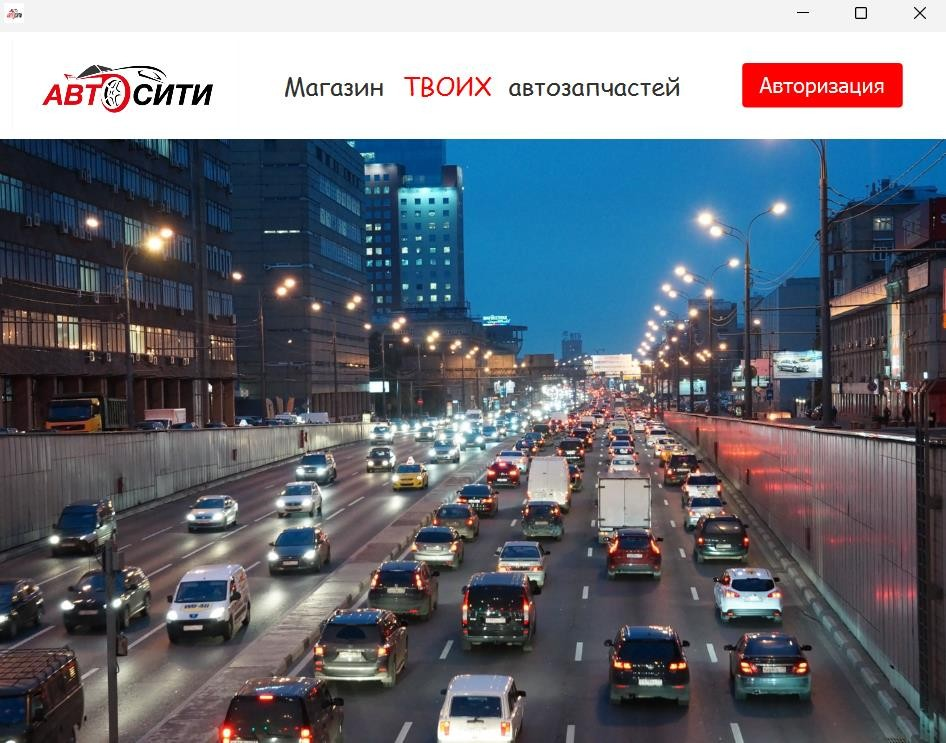 АВТОСИТИ
Магазин ТВОИХ автозапчастей
Авторизация